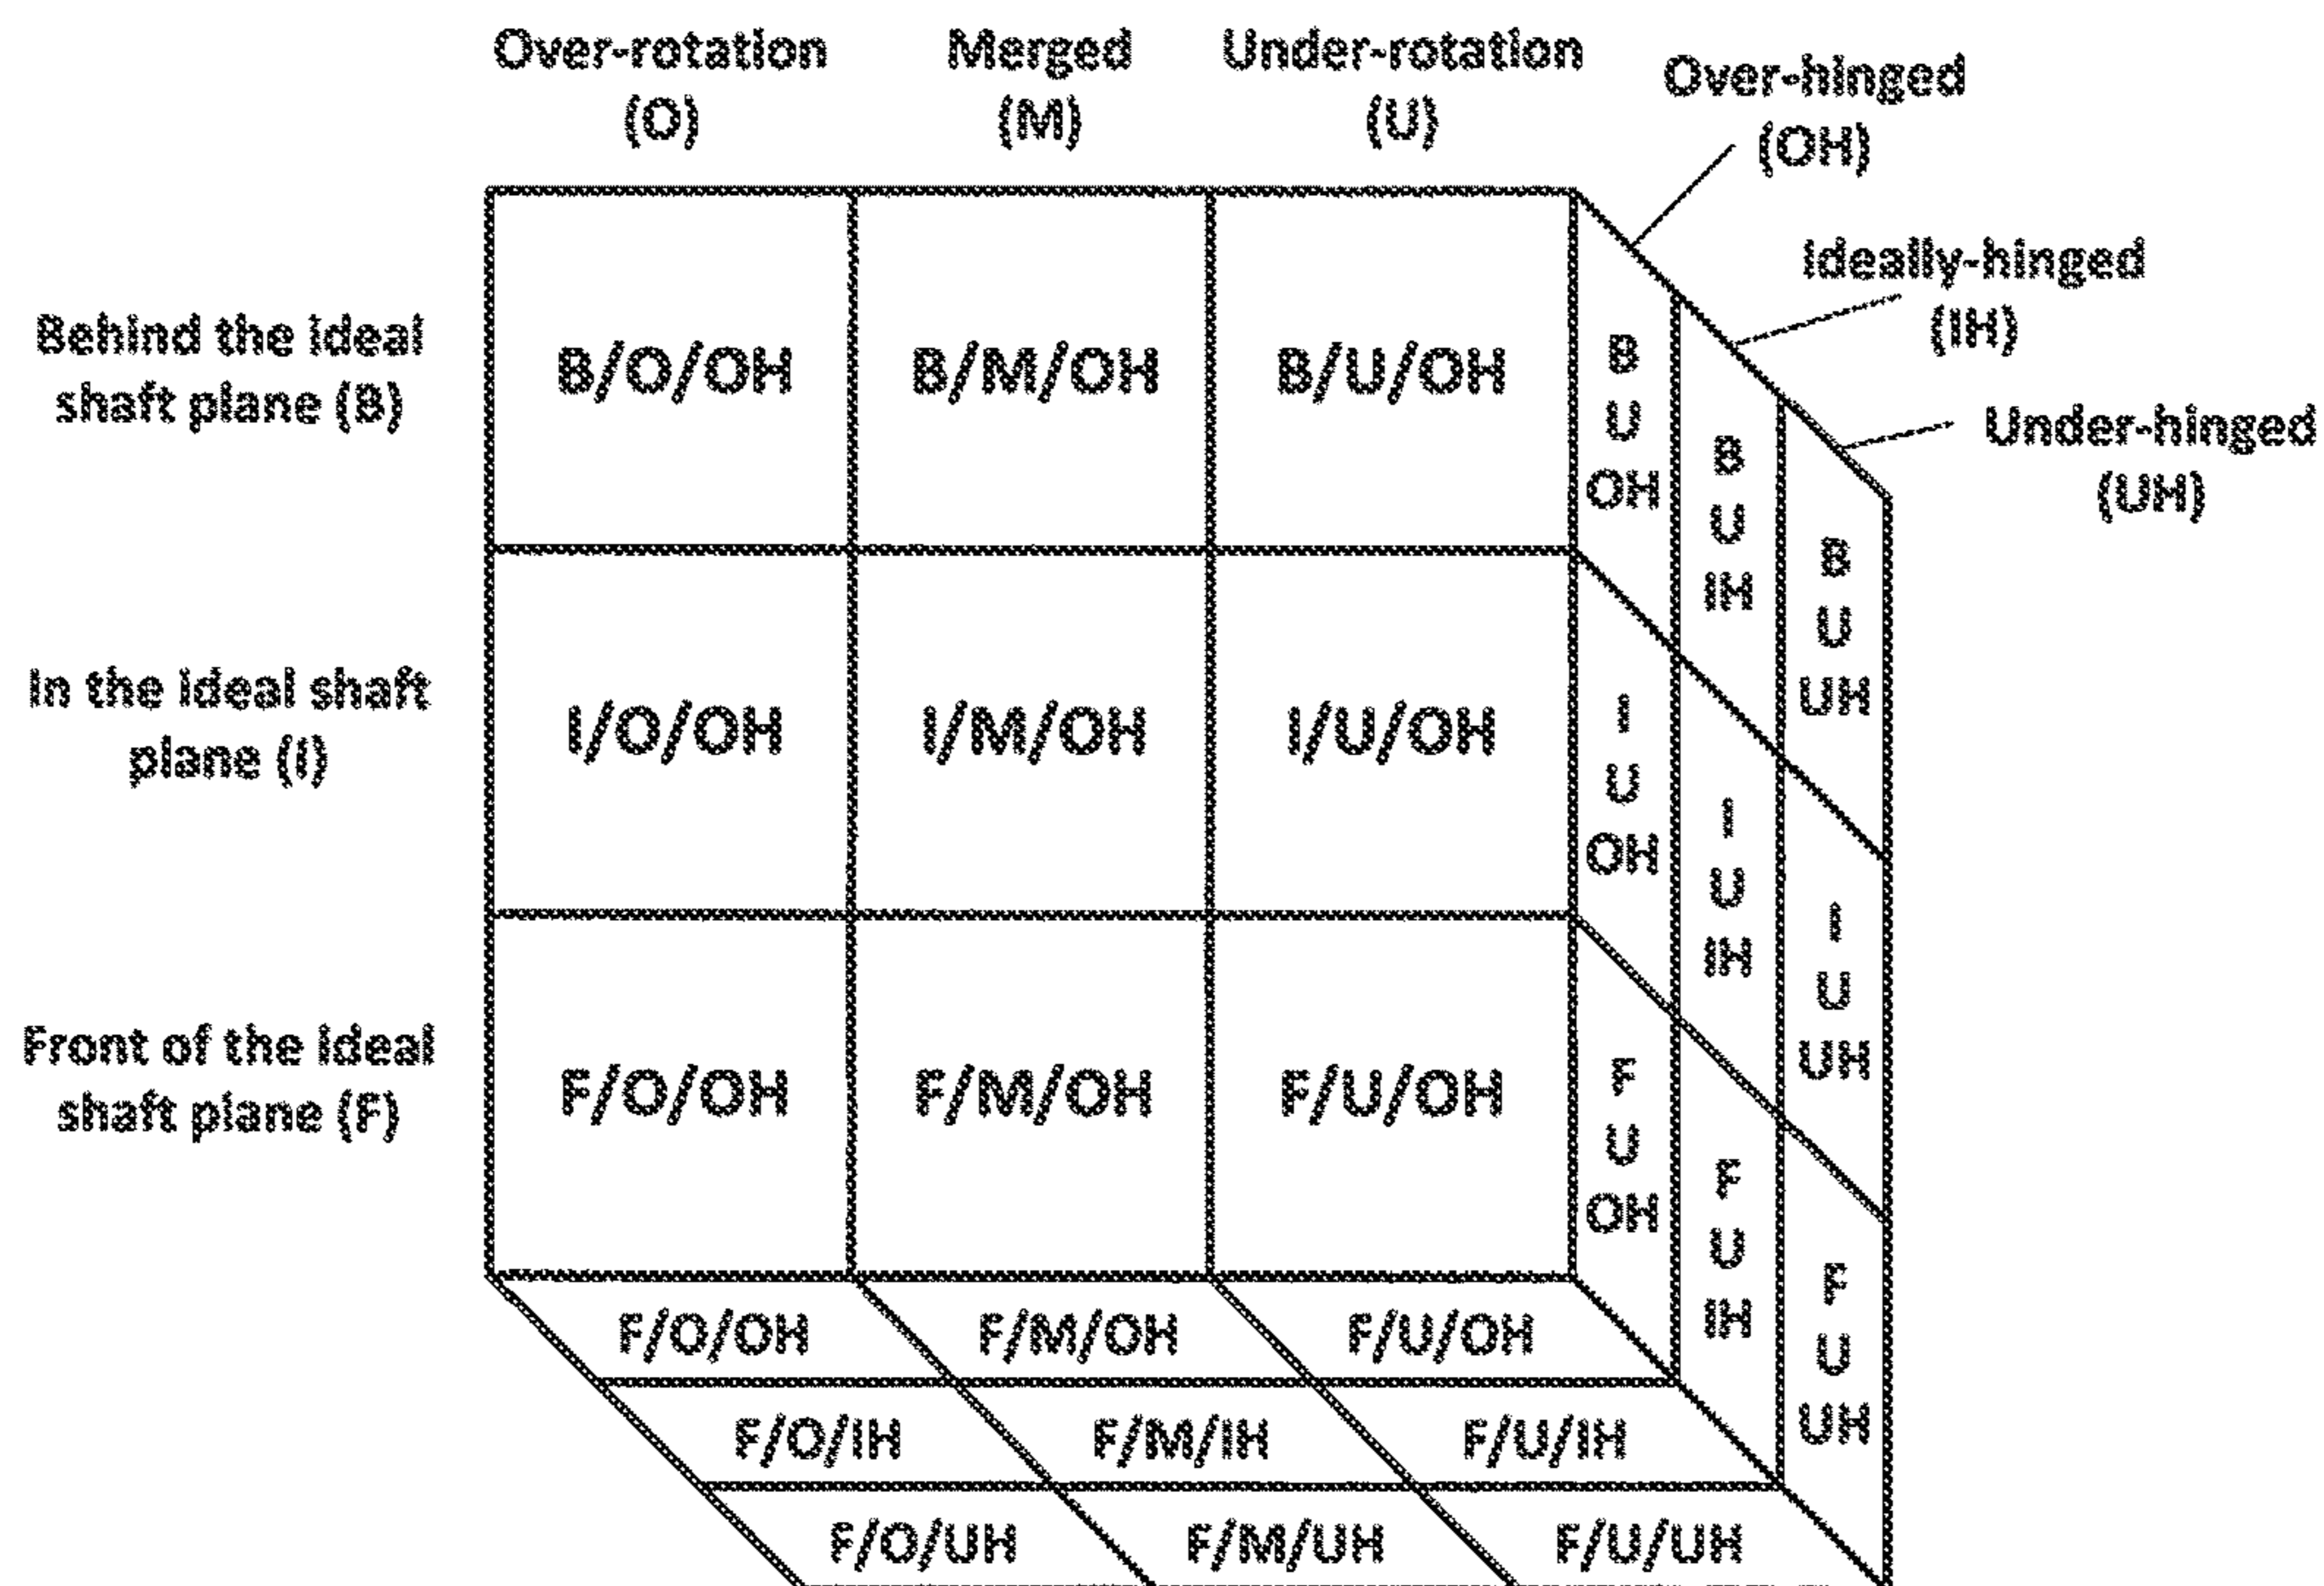 Over-rotation
(O)
Merged
(M)
Under-rotation
(U)
Over-hinged
(OH)
Ideally-hinged
(IH)
Under-hinged
(UH)
Behind the ideal
shaft plane (B)
B/O/OH
B/M/OH
B/U/OH
B
U
OH
B
U
IH
B
U
UH
In the ideal shaft
plane (I)
I/O/OH
I/M/OH
I/U/OH
I
U
OH
I
U
IH
I
U
UH
Front of the ideal
shaft plane (F)
F/O/OH
F/M/OH
F/U/OH
F
U
OH
F
U
IH
F
U
UH
F/O/OH
F/M/OH
F/U/OH
F/O/IH
F/M/IH
F/U/IH
F/O/UH
F/M/UH
F/U/UH